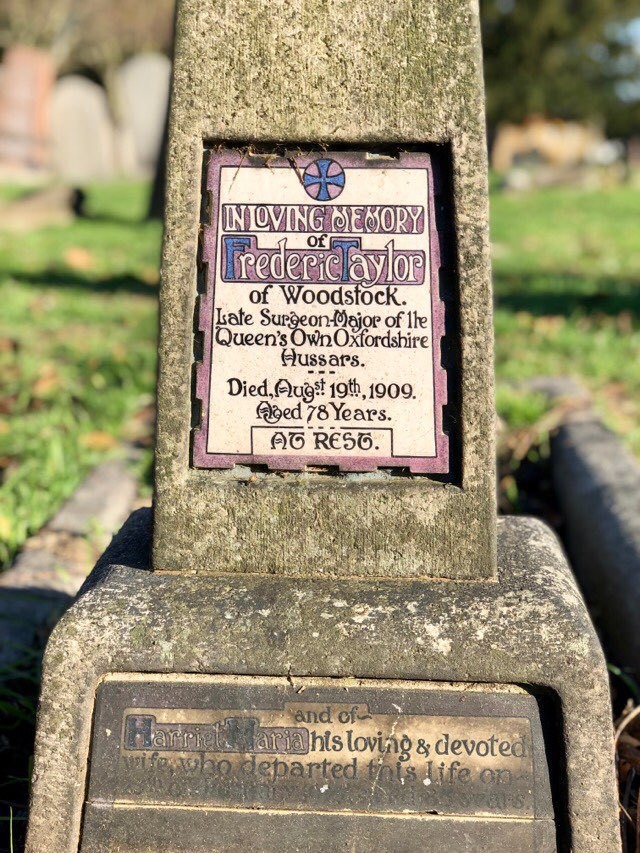 IN LOVING MEMORY
of
Frederic Taylor
of Woodstock.
Late Surgeon-Major of the
Queen's Own Oxfordshire
Hussars.
Died, Augst 19th, 1909.
Aged 78 Years.
AT REST.
and of
Harriet Maria his loving & devoted
wife, who departed this life on
Years